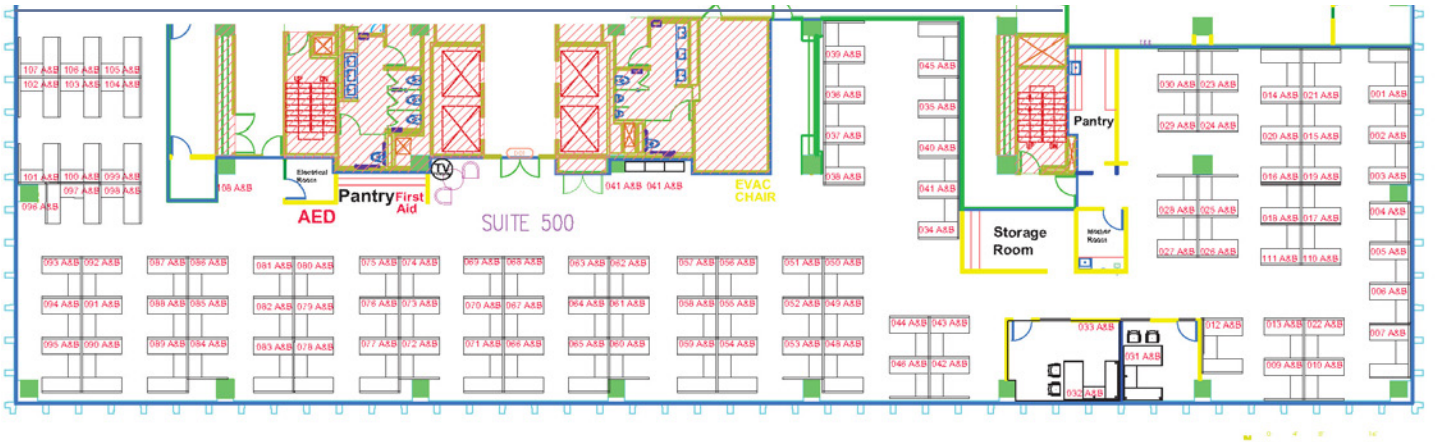 107 A&B 106 A&B 105 A&B
102 A&B 103 A&B 104 A&B
101 A&B 100 A&B 099 A&B
097 A&B 098 A&B
096 A&B
108 A&B
Electrical
Room
AED
Pantry
First
Aid
TV
SUITE 500
041 A&B 041 A&B
EVAC
CHAIR
UP DN
039 A&B
036 A&B
037 A&B
038 A&B
045 A&B
035 A&B
040 A&B
041 A&B
034 A&B
UP DN
Pantry
Storage
Room
Mother
Room
030 A&B 023 A&B
029 A&B 024 A&B
028 A&B 025 A&B
027 A&B 026 A&B
014 A&B 021 A&B
020 A&B 015 A&B
016 A&B 019 A&B
018 A&B 017 A&B
111 A&B 110 A&B
001 A&B
002 A&B
003 A&B
004 A&B
005 A&B
006 A&B
007 A&B
093 A&B 092 A&B
094 A&B 091 A&B
095 A&B 090 A&B
087 A&B 086 A&B
088 A&B 085 A&B
089 A&B 084 A&B
081 A&B 080 A&B
082 A&B 079 A&B
083 A&B 078 A&B
075 A&B 074 A&B
076 A&B 073 A&B
077 A&B 072 A&B
069 A&B 068 A&B
070 A&B 067 A&B
071 A&B 066 A&B
063 A&B 062 A&B
064 A&B 061 A&B
065 A&B 060 A&B
057 A&B 056 A&B
058 A&B 055 A&B
059 A&B 054 A&B
051 A&B 050 A&B
052 A&B 049 A&B
053 A&B 048 A&B
044 A&B 043 A&B
046 A&B 042 A&B
033 A&B
032 A&B
031 A&B
012 A&B
013 A&B 022 A&B
009 A&B 010 A&B